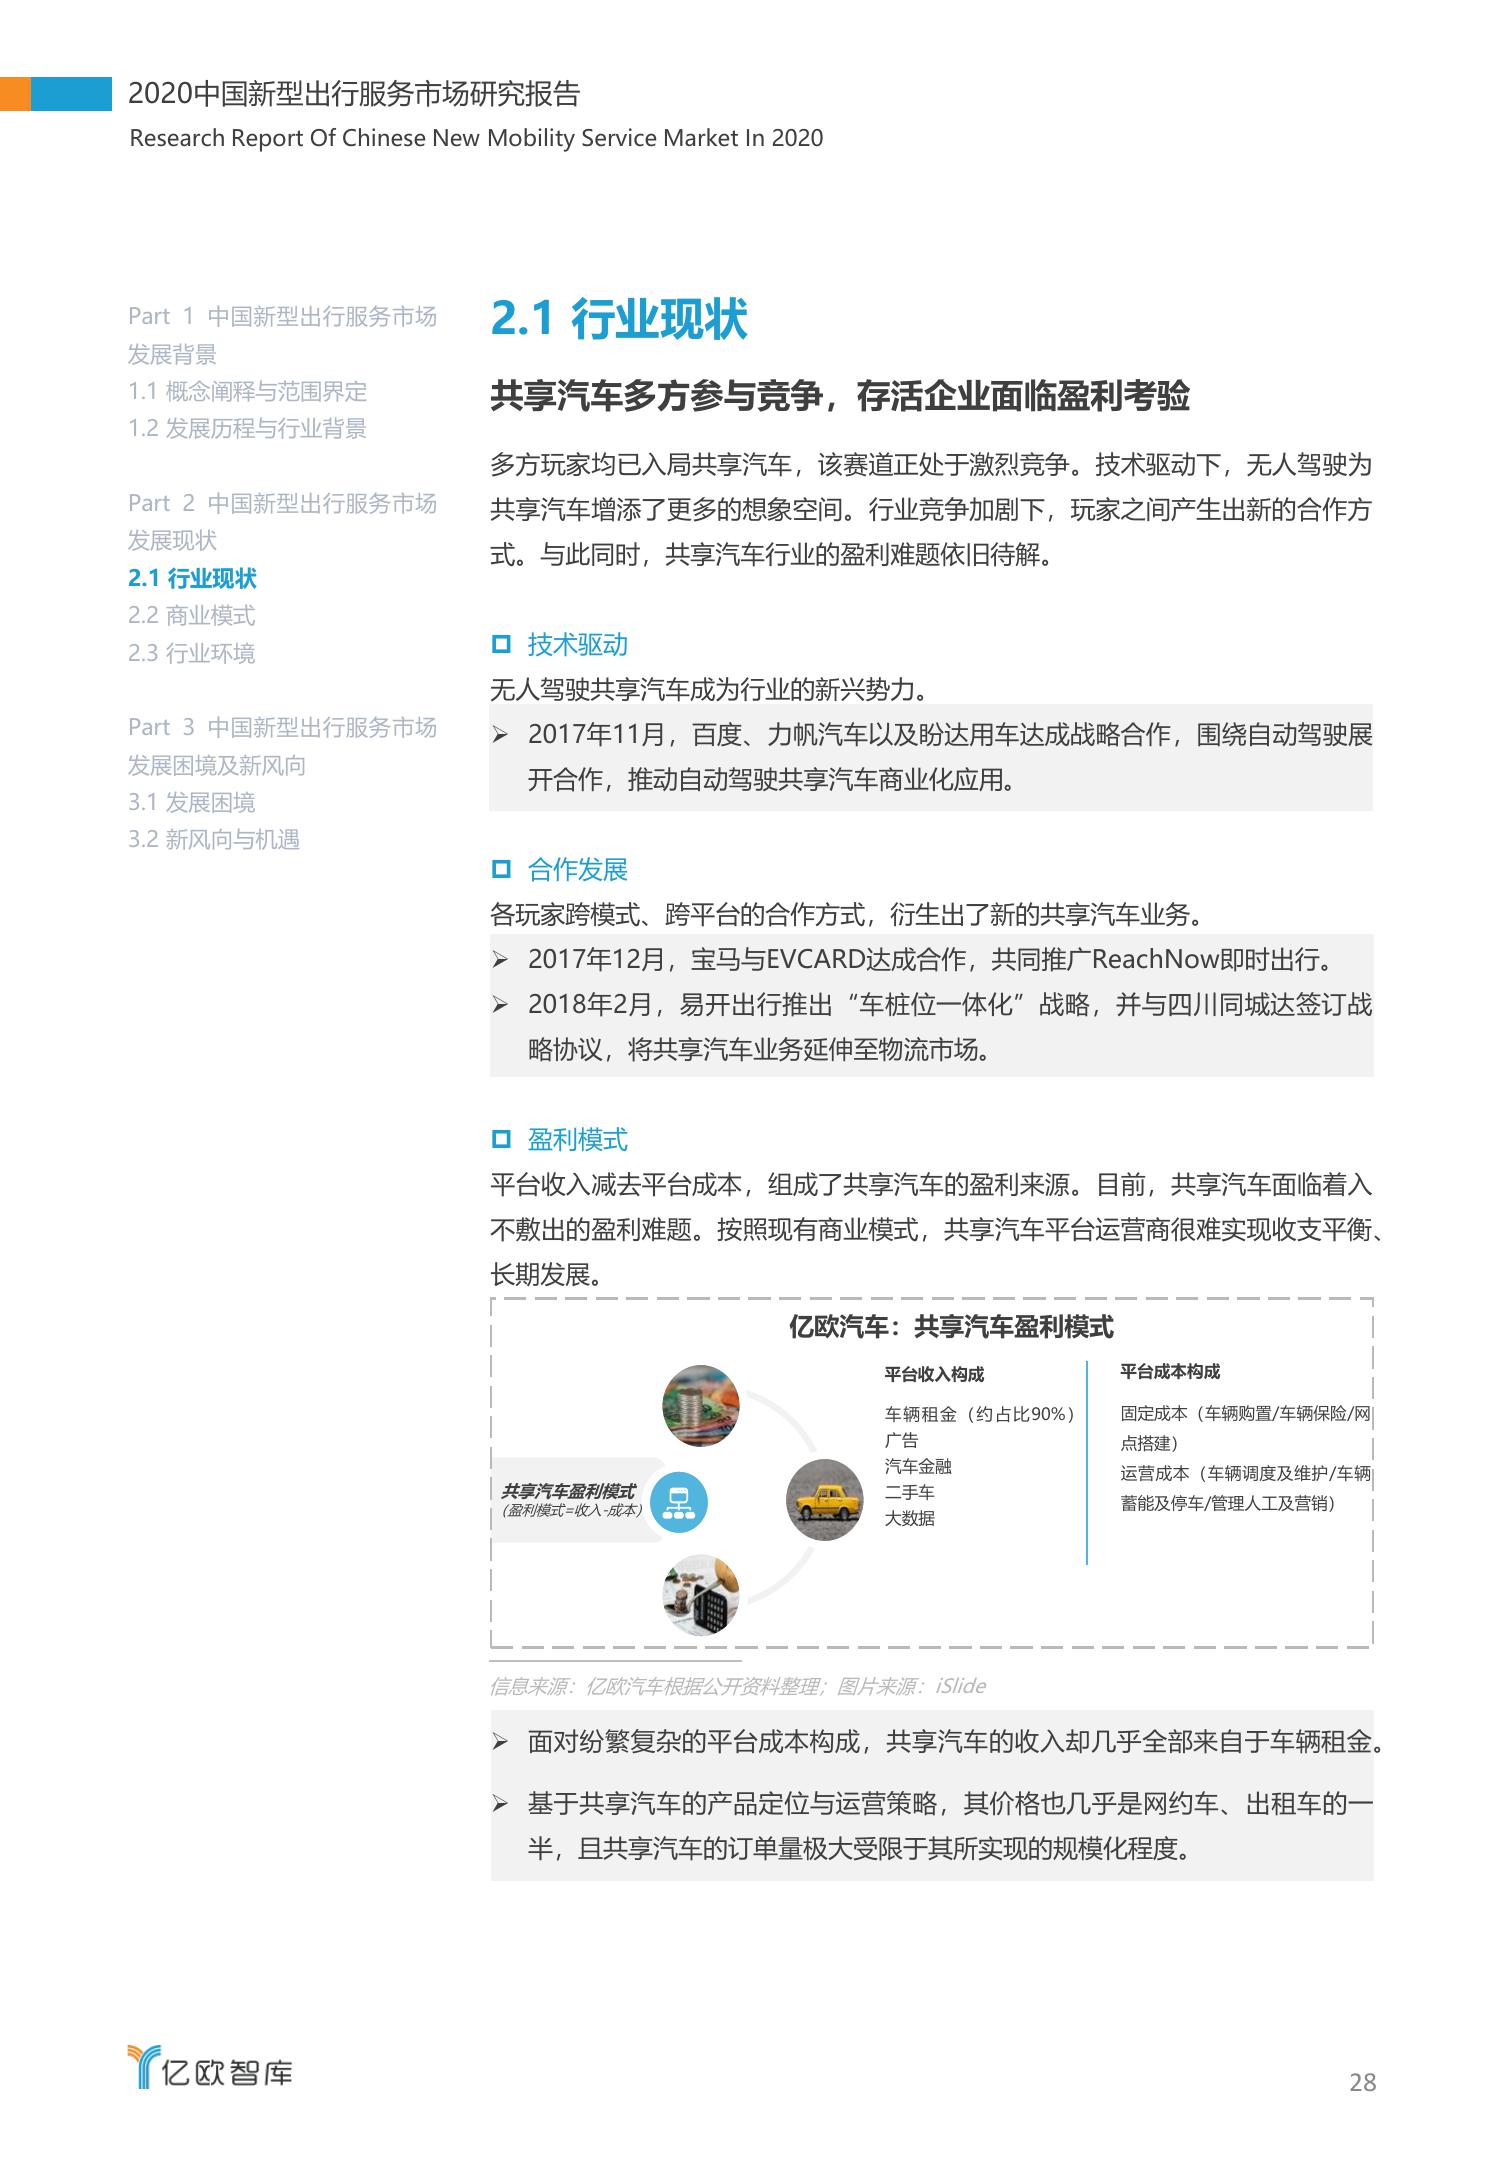 2020中国新型出行服务市场研究报告
Research Report Of Chinese New Mobility Service Market In 2020
Part 1 中国新型出行服务市场
发展背景
1.1 概念阐释与范围界定
1.2 发展历程与行业背景
Part 2 中国新型出行服务市场
发展现状
2.1 行业现状
2.2 商业模式
2.3 行业环境
Part 3 中国新型出行服务市场
发展困境及新风向
3.1 发展困境
3.2 新风向与机遇
2.1 行业现状
共享汽车多方参与竞争，存活企业面临盈利考验
多方玩家均已入局共享汽车，该赛道正处于激烈竞争。技术驱动下，无人驾驶为
共享汽车增添了更多的想象空间。行业竞争加剧下，玩家之间产生出新的合作方
式。与此同时，共享汽车行业的盈利难题依旧待解。
技术驱动
无人驾驶共享汽车成为行业的新兴势力。
➢ 2017年11月，百度、力帆汽车以及盼达用车达成战略合作，围绕自动驾驶展
开合作，推动自动驾驶共享汽车商业化应用。
合作发展
各玩家跨模式、跨平台的合作方式，衍生出了新的共享汽车业务。
➢ 2017年12月，宝马与EVCARD达成合作，共同推广ReachNow即时出行。
➢ 2018年2月，易开出行推出“车桩位一体化”战略，并与四川同城达签订战
略协议，将共享汽车业务延伸至物流市场。
盈利模式
平台收入减去平台成本，组成了共享汽车的盈利来源。目前，共享汽车面临着入
不敷出的盈利难题。按照现有商业模式，共享汽车平台运营商很难实现收支平衡、
长期发展。
亿欧汽车：共享汽车盈利模式
共享汽车盈利模式
（盈利模式=收入-成本）
平台收入构成
车辆租金（约占比90%）
广告
汽车金融
二手车
大数据
平台成本构成
固定成本（车辆购置/车辆保险/网
点搭建）
运营成本（车辆调度及维护/车辆
蓄能及停车/管理人工及营销）
信息来源：亿欧汽车根据公开资料整理；图片来源：iSlide
➢ 面对纷繁复杂的平台成本构成，共享汽车的收入却几乎全部来自于车辆租金。
➢ 基于共享汽车的产品定位与运营策略，其价格也几乎是网约车、出租车的一
半，且共享汽车的订单量极大受限于其所实现的规模化程度。
亿欧智库
28